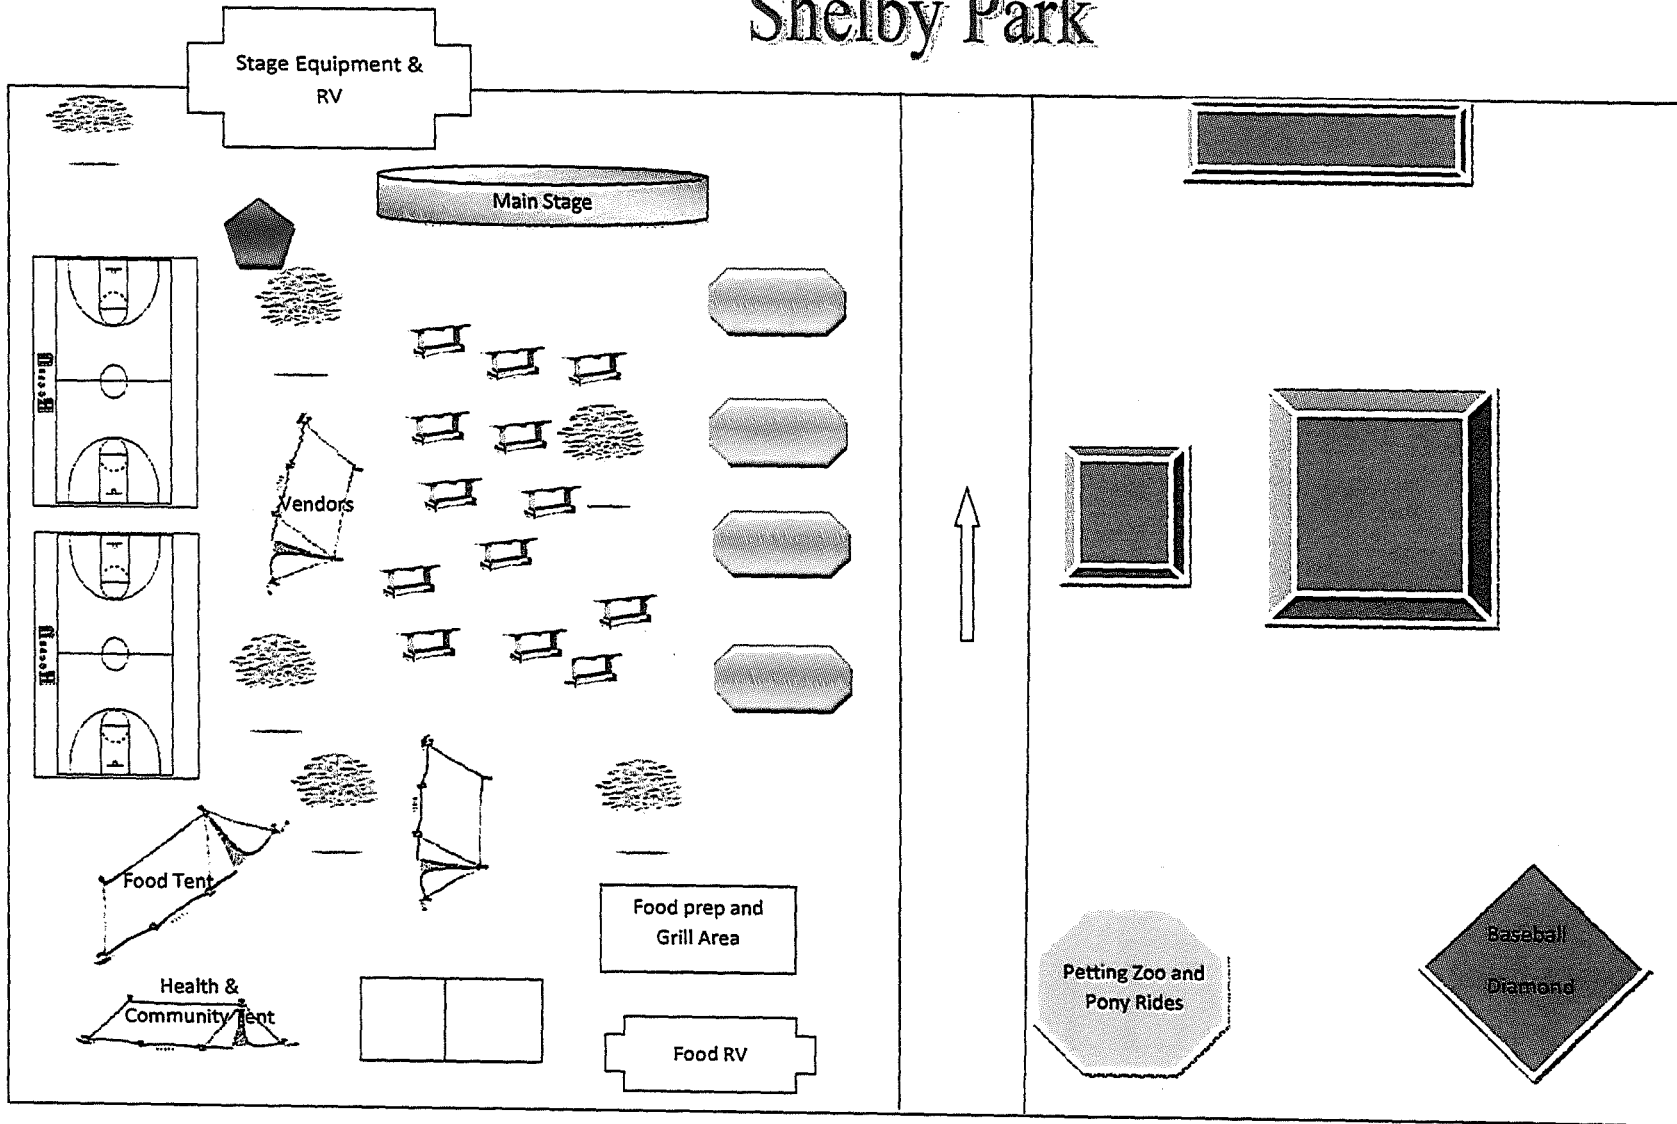 Shelby Park
Stage Equipment &
RV
Main Stage
Vendors
Food Tent
Food prep and
Grill Area
Health &
Community Tent
Food RV
Petting Zoo and
Pony Rides
Baseball
Diamond